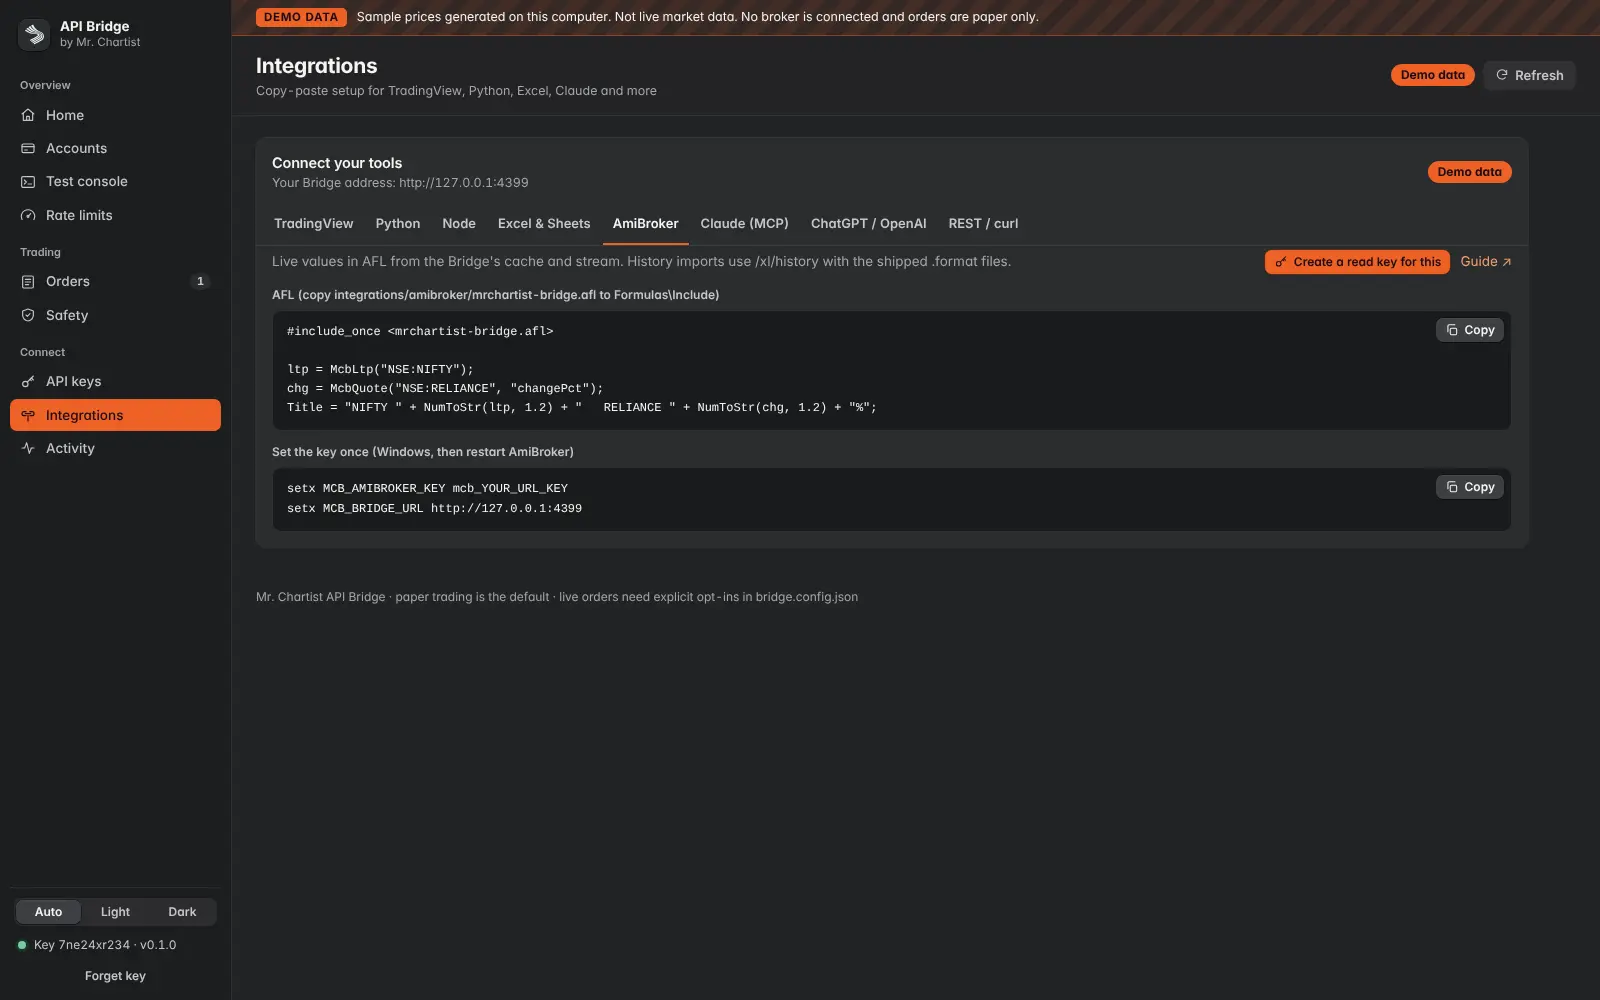 API Bridge
by Mr. Chartist
Overview
Home
Accounts
Test console
Rate limits
Trading
Orders 1
Safety
Connect
API keys
Integrations
Activity
Auto Light Dark
Key 7ne24xr234 · v0.1.0
Forget key
DEMO DATA Sample prices generated on this computer. Not live market data. No broker is connected and orders are paper only.
Integrations
Copy-paste setup for TradingView, Python, Excel, Claude and more
Demo data Refresh
Connect your tools
Your Bridge address: http://127.0.0.1:4399
Demo data
TradingView Python Node Excel & Sheets AmiBroker Claude (MCP) ChatGPT / OpenAI REST / curl
Live values in AFL from the Bridge's cache and stream. History imports use /xl/history with the shipped .format files.
Create a read key for this Guide ↗
AFL (copy integrations/amibroker/mrchartist-bridge.afl to Formulas\Include)
#include_once <mrchartist-bridge.afl>
Copy
ltp = McbLtp("NSE:NIFTY");
chg = McbQuote("NSE:RELIANCE", "changePct");
Title = "NIFTY " + NumToStr(ltp, 1.2) + "   RELIANCE " + NumToStr(chg, 1.2) + "%";
Set the key once (Windows, then restart AmiBroker)
setx MCB_AMIBROKER_KEY mcb_YOUR_URL_KEY
Copy
setx MCB_BRIDGE_URL http://127.0.0.1:4399
Mr. Chartist API Bridge · paper trading is the default · live orders need explicit opt-ins in bridge.config.json